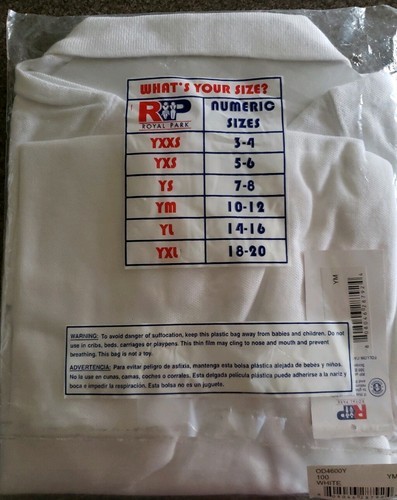 WHAT'S YOUR SIZE?
RP
ROYAL PARK
NUMERIC
SIZES
YXXS 3-4
YXS 5-6
YS 7-8
YM 10-12
YL 14-16
YXL 18-20
YM
WARNING: To avoid danger of suffocation, keep this plastic bag away from babies and children. Do not
use in cribs, beds, carriages or playpens. This thin film may cling to nose and mouth and prevent
breathing. This bag is not a toy.
ADVERTENCIA: Para evitar peligro de asfixia, mantenga esta bolsa plástica alejada de bebés y niños.
No la use en cunas, camas, coches o corrales. Esta delgada película plástica puede adherirse a la nariz y
boca e impedir la respiración. Esta bolsa no es un juguete.
RP
ROYAL PARK
OD4600Y
100 YM
WHITE